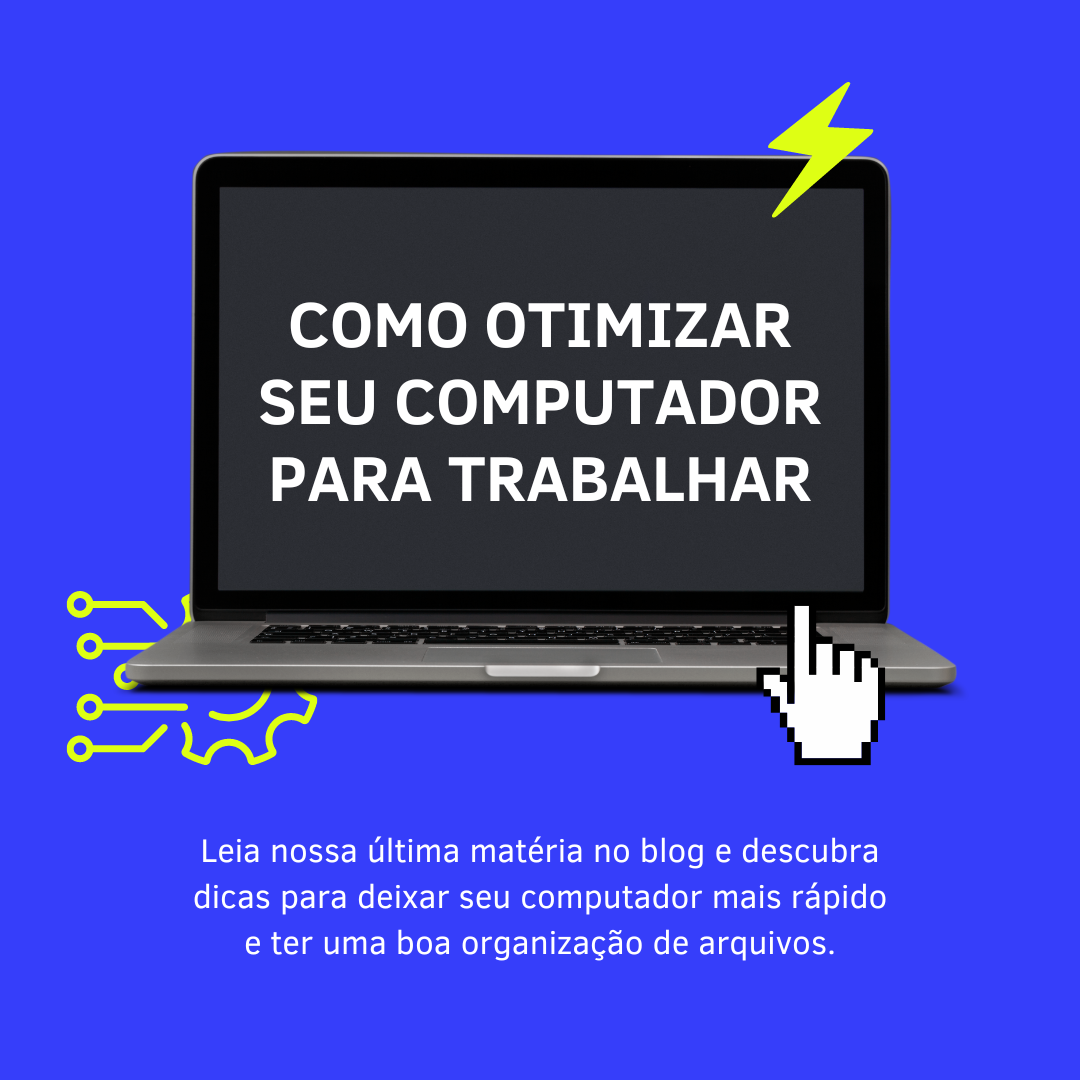 COMO OTIMIZAR
SEU COMPUTADOR
PARA TRABALHAR
Leia nossa última matéria no blog e descubra
dicas para deixar seu computador mais rápido
e ter uma boa organização de arquivos.